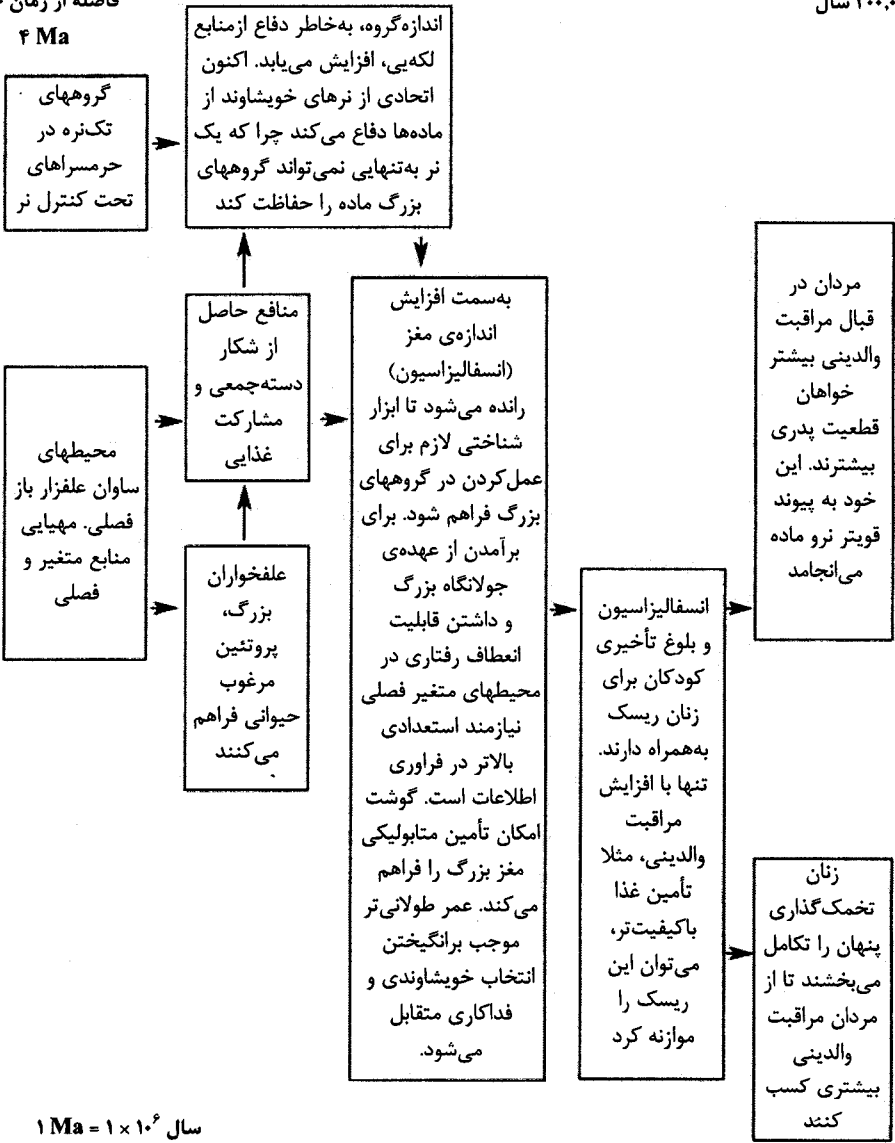 فاصله از زمان
۴ Ma
سال
گروههای
تک‌نره در
حرمسراهای
تحت کنترل نر
اندازه‌گروه، به‌خاطر دفاع ازمنابع
لکه‌یی، افزایش می‌یابد. اکنون
اتحادی از نرهای خویشاوند از
ماده‌ها دفاع می‌کند چرا که یک
نر به‌تنهایی نمی‌تواند گروههای
بزرگ ماده را حفاظت کند
محیطهای
ساوان علفزار باز
فصلی. مهیایی
منابع متغیر و
فصلی
منافع حاصل
از شکار
دسته‌جمعی و
مشارکت
غذایی
علفخواران
بزرگ،
پروتئین
مرغوب
حیوانی فراهم
می‌کنند
به‌سمت افزایش
اندازه‌ی مغز
(انسفالیزاسیون)
رانده می‌شود تا ابزار
شناختی لازم برای
عمل‌کردن در گروههای
بزرگ فراهم شود. برای
برآمدن از عهده‌ی
جولانگاه بزرگ
و داشتن قابلیت
انعطاف رفتاری در
محیطهای متغیر فصلی
نیازمند استعدادی
بالاتر در فراوری
اطلاعات است. گوشت
امکان تأمین متابولیکی
مغز بزرگ را فراهم
می‌کند. عمر طولانی‌تر
موجب برانگیختن
انتخاب خویشاوندی و
فداکاری متقابل
می‌شود.
انسفالیزاسیون
و بلوغ تأخیری
کودکان برای
زنان ریسک
به‌همراه دارند.
تنها با افزایش
مراقبت
والدینی، مثلا
تأمین غذا
باکیفیت‌تر،
می‌توان این
ریسک را
موازنه کرد
مردان در
قبال مراقبت
والدینی بیشتر
خواهان
قطعیت پدری
بیشترند. این
خود به پیوند
قویتر نرو ماده
می‌انجامد
زنان
تخمک‌گذاری
پنهان را تکامل
می‌بخشند تا از
مردان مراقبت
والدینی
بیشتری کسب
کنند
۱ Ma = ۱ × ۱۰⁶ سال